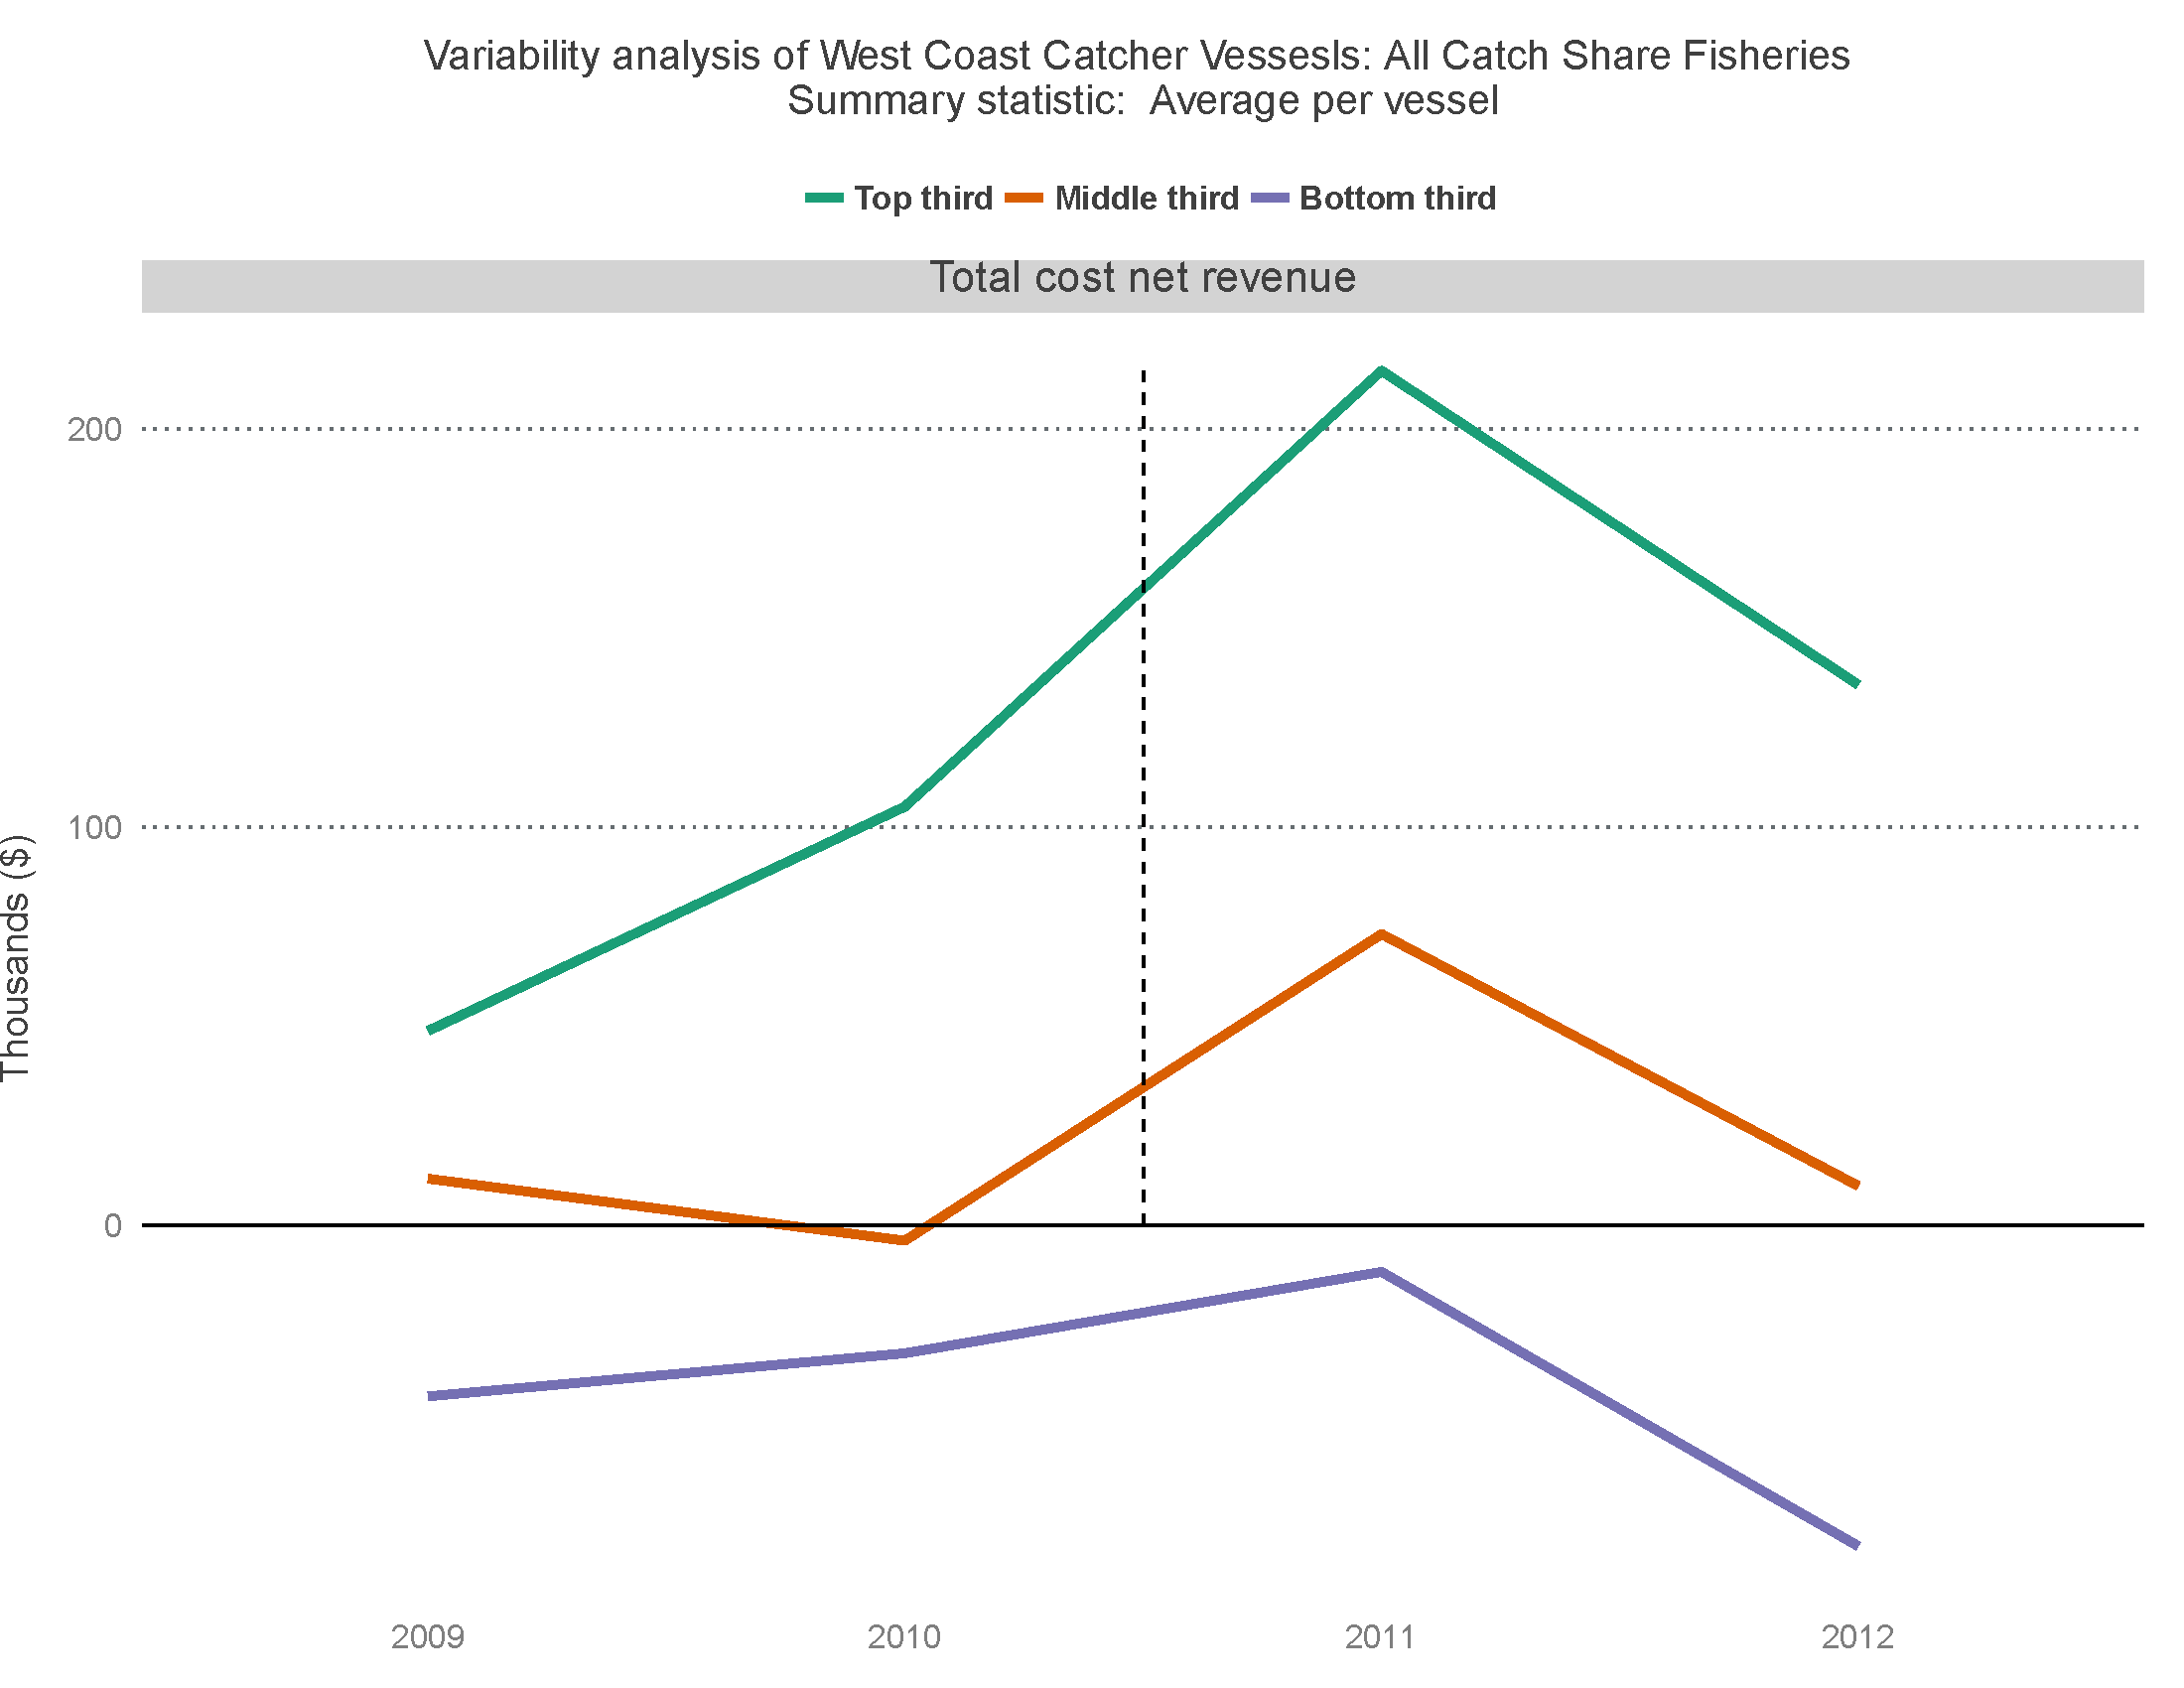 Variability analysis of West Coast Catcher Vessesls: All Catch Share Fisheries
Summary statistic:  Average per vessel
Top third Middle third Bottom third
Total cost net revenue
200
100
0
Thousands ($)
2009 2010 2011 2012